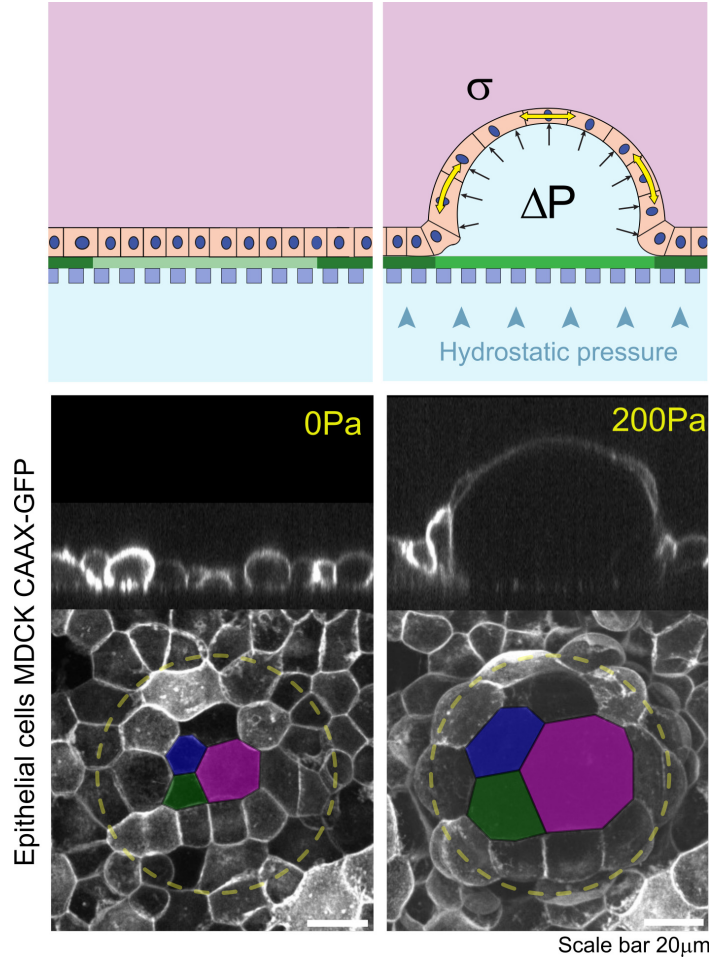 σ
ΔP
Hydrostatic pressure
0Pa
200Pa
Epithelial cells MDCK CAAX-GFP
Scale bar 20μm